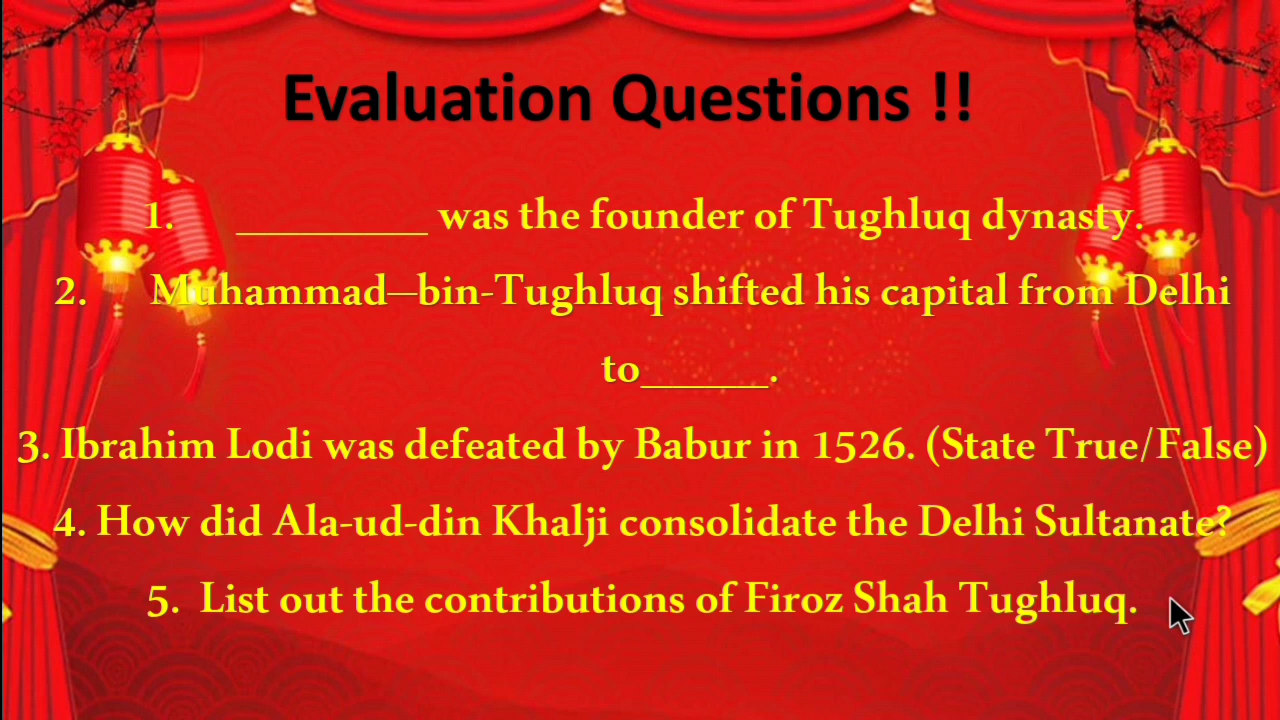 Evaluation Questions !!
1. _________ was the founder of Tughluq dynasty.
2. Muhammad–bin-Tughluq shifted his capital from Delhi
to______.
3. Ibrahim Lodi was defeated by Babur in 1526. (State True/False)
4. How did Ala-ud-din Khalji consolidate the Delhi Sultanate?
5. List out the contributions of Firoz Shah Tughluq.